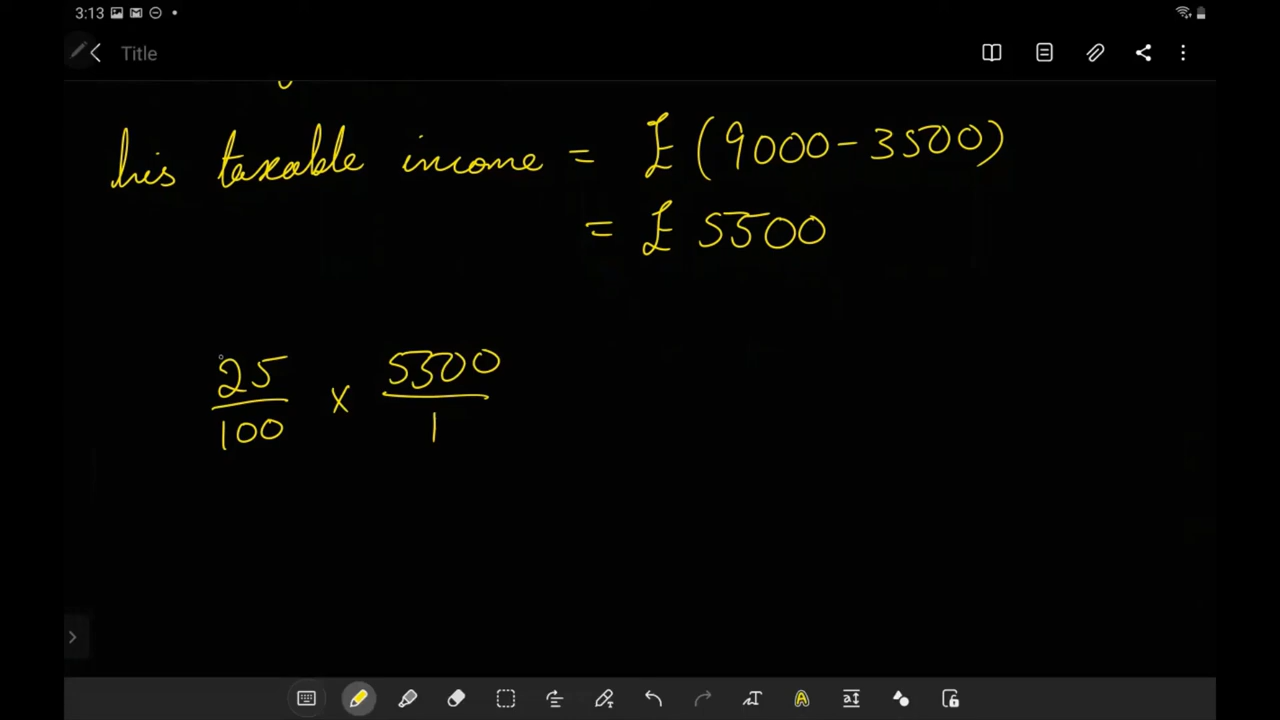 3:13
Title
his taxable income = £ (9000-3500)
= £ 5500
25/100 x 5500/1